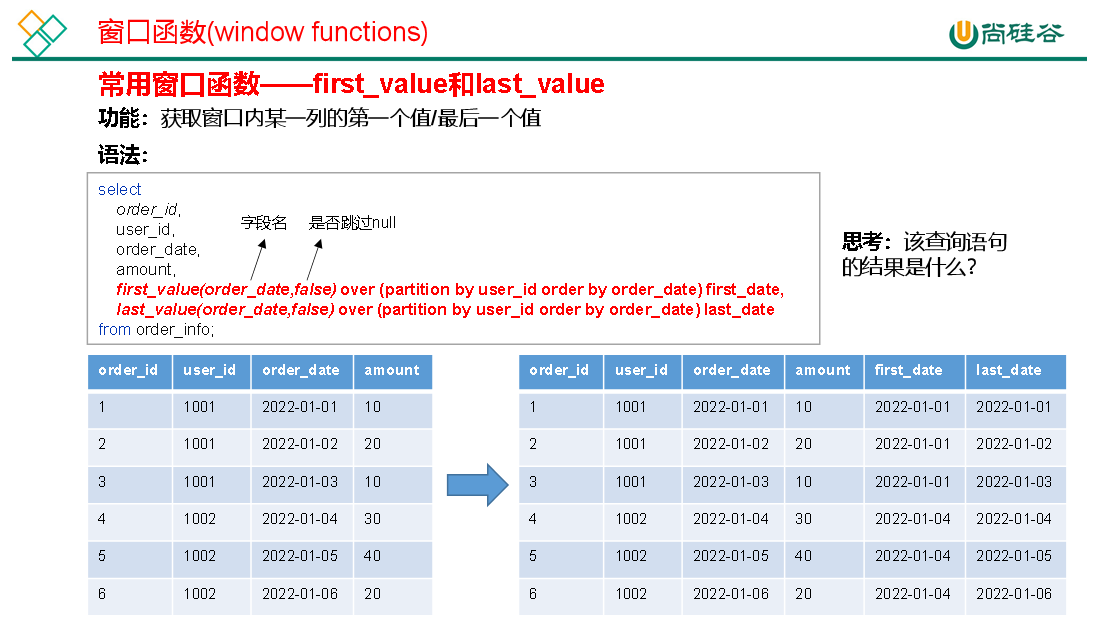 窗口函数(window functions)
尚硅谷
常用窗口函数——first_value和last_value
功能：获取窗口内某一列的第一个值/最后一个值
语法：
select
order_id,
字段名 是否跳过null
user_id,
order_date,
amount,
first_value(order_date,false) over (partition by user_id order by order_date) first_date,
last_value(order_date,false) over (partition by user_id order by order_date) last_date
from order_info;
思考：该查询语句
的结果是什么？
order_id user_id order_date amount
1 1001 2022-01-01 10
2 1001 2022-01-02 20
3 1001 2022-01-03 10
4 1002 2022-01-04 30
5 1002 2022-01-05 40
6 1002 2022-01-06 20
order_id user_id order_date amount first_date last_date
1 1001 2022-01-01 10 2022-01-01 2022-01-01
2 1001 2022-01-02 20 2022-01-01 2022-01-02
3 1001 2022-01-03 10 2022-01-01 2022-01-03
4 1002 2022-01-04 30 2022-01-04 2022-01-04
5 1002 2022-01-05 40 2022-01-04 2022-01-05
6 1002 2022-01-06 20 2022-01-04 2022-01-06